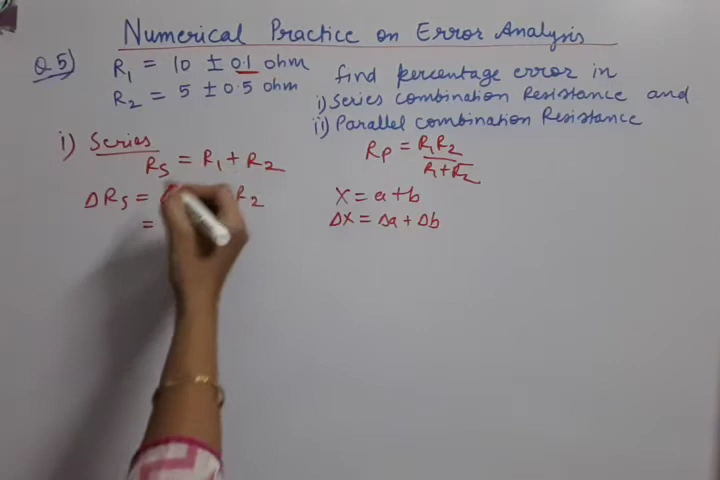 Numerical Practice on Error Analysis
Q5) R1 = 10 ± 0.1 ohm
R2 = 5 ± 0.5 ohm
find percentage error in
i) Series combination Resistance and
ii) Parallel combination Resistance
i) Series
RS = R1 + R2
ΔRS = R2
=
RP = R1R2 / R1+R2
X = a+b
ΔX = Δa + Δb